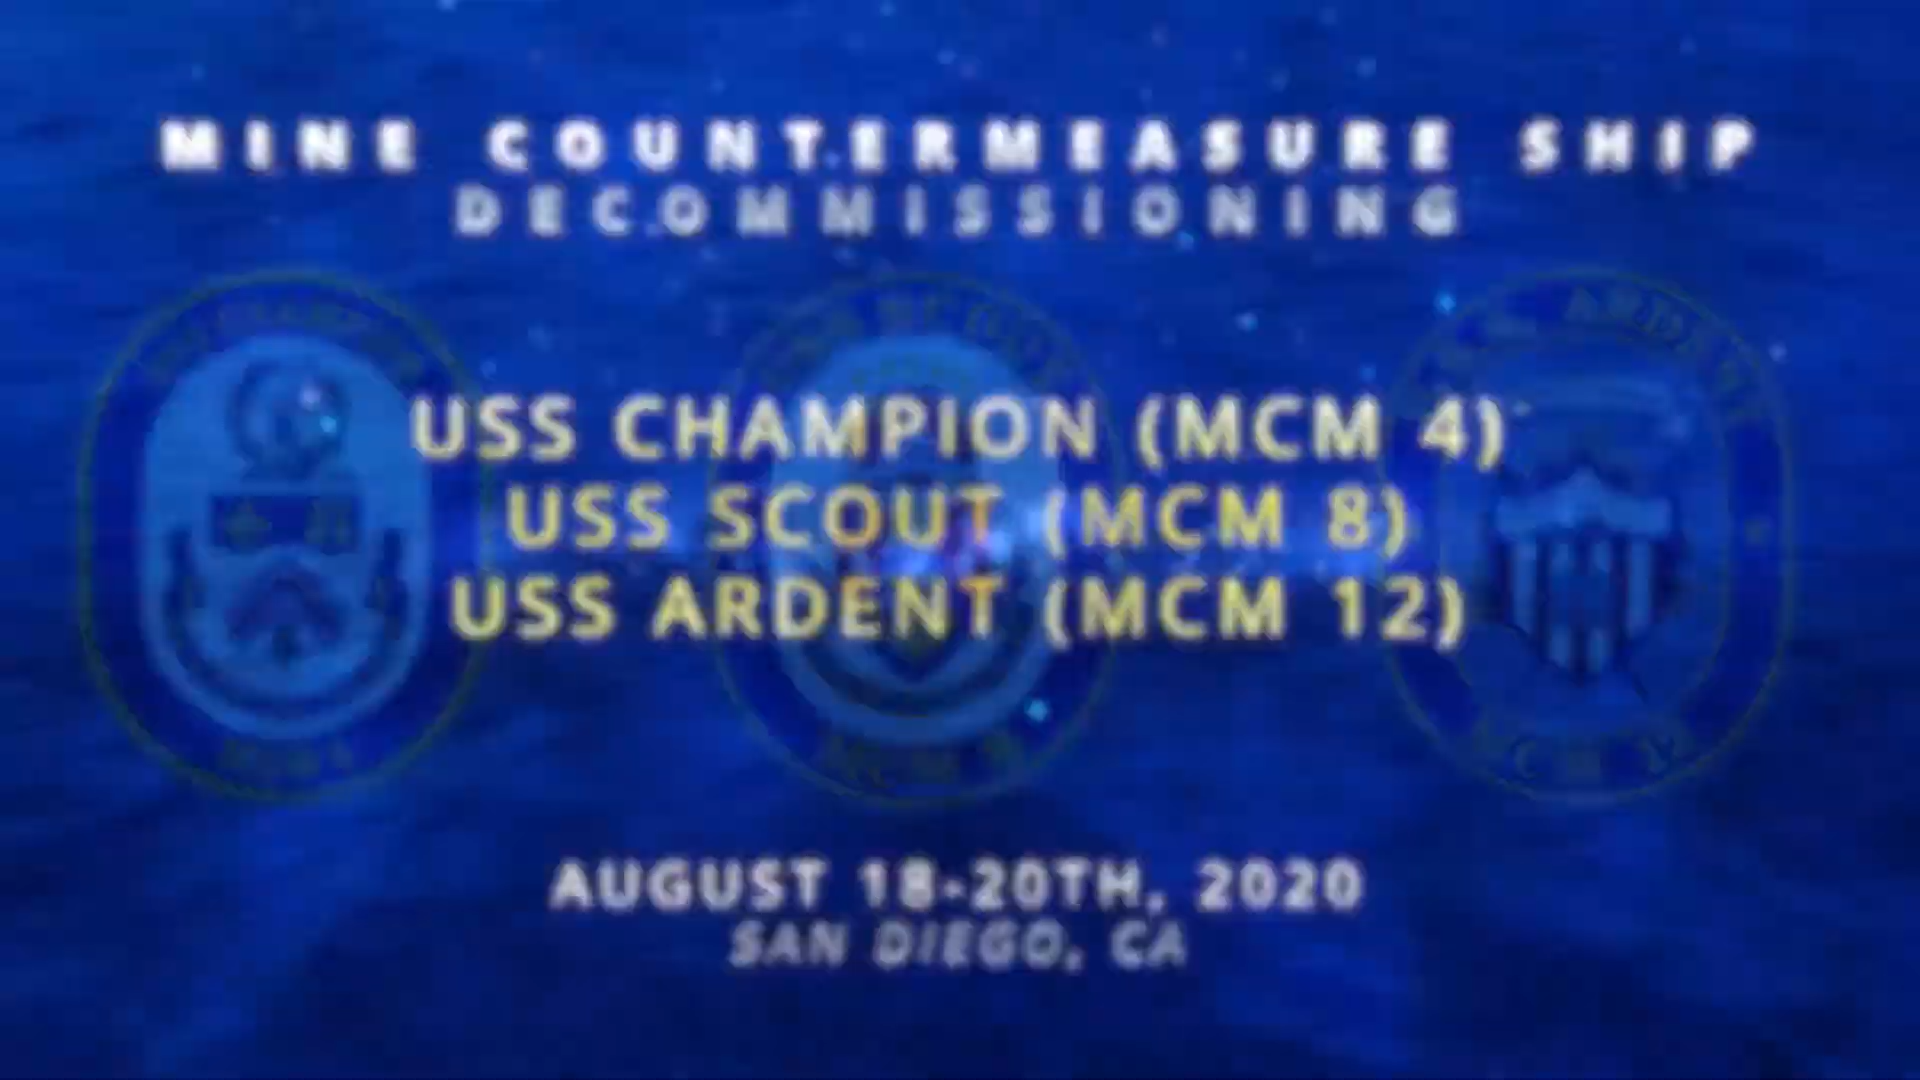 MINE COUNTERMEASURE SHIP
DECOMMISSIONING
USS CHAMPION (MCM 4)
USS SCOUT (MCM 8)
USS ARDENT (MCM 12)
AUGUST 18-20TH, 2020
SAN DIEGO, CA